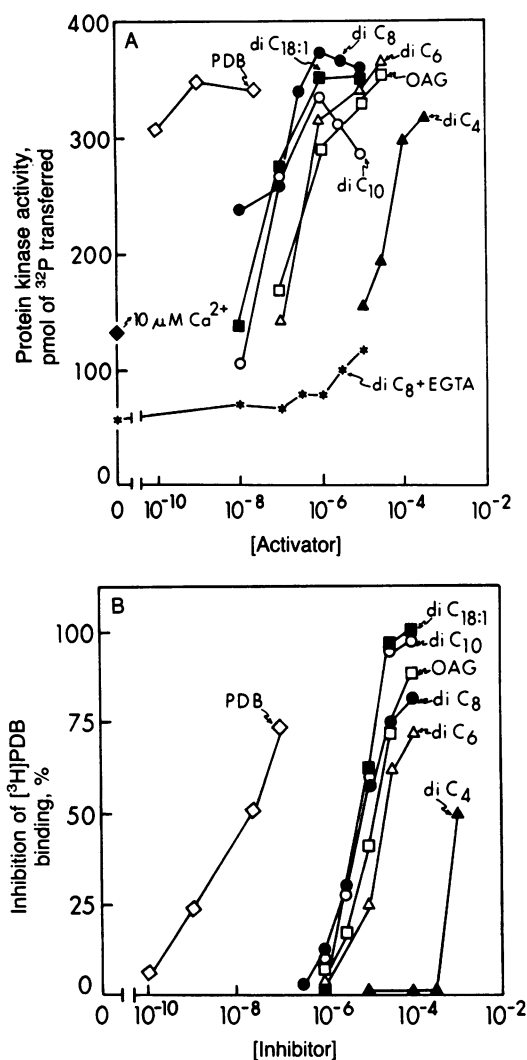 A
400
300
200
100
0
Protein kinase activity,
pmol of ³²P transferred
PDB
di C₁₈:₁
di C₈
di C₆
OAG
di C₄
di C₁₀
10 μM Ca²⁺
di C₈ + EGTA
0 10⁻¹⁰ 10⁻⁸ 10⁻⁶ 10⁻⁴ 10⁻²
[Activator]
B
100
75
50
25
0
Inhibition of [³H]PDB
binding, %
PDB
di C₁₈:₁
di C₁₀
OAG
di C₈
di C₆
di C₄
0 10⁻¹⁰ 10⁻⁸ 10⁻⁶ 10⁻⁴ 10⁻²
[Inhibitor]